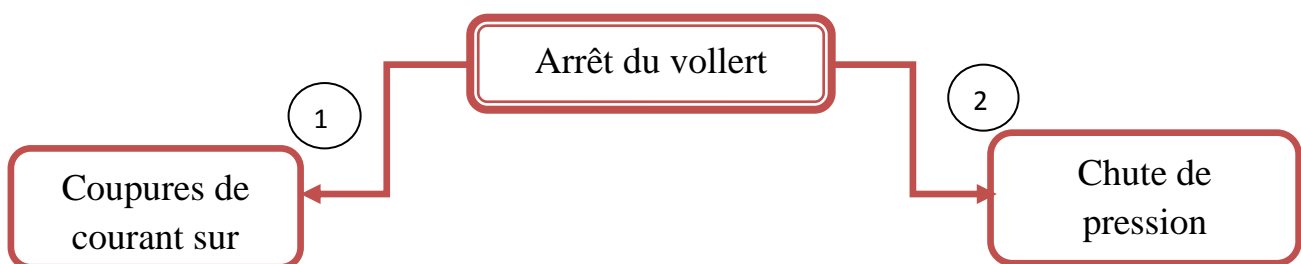 Arrêt du vollert
1
2
Coupures de
courant sur
Chute de
pression